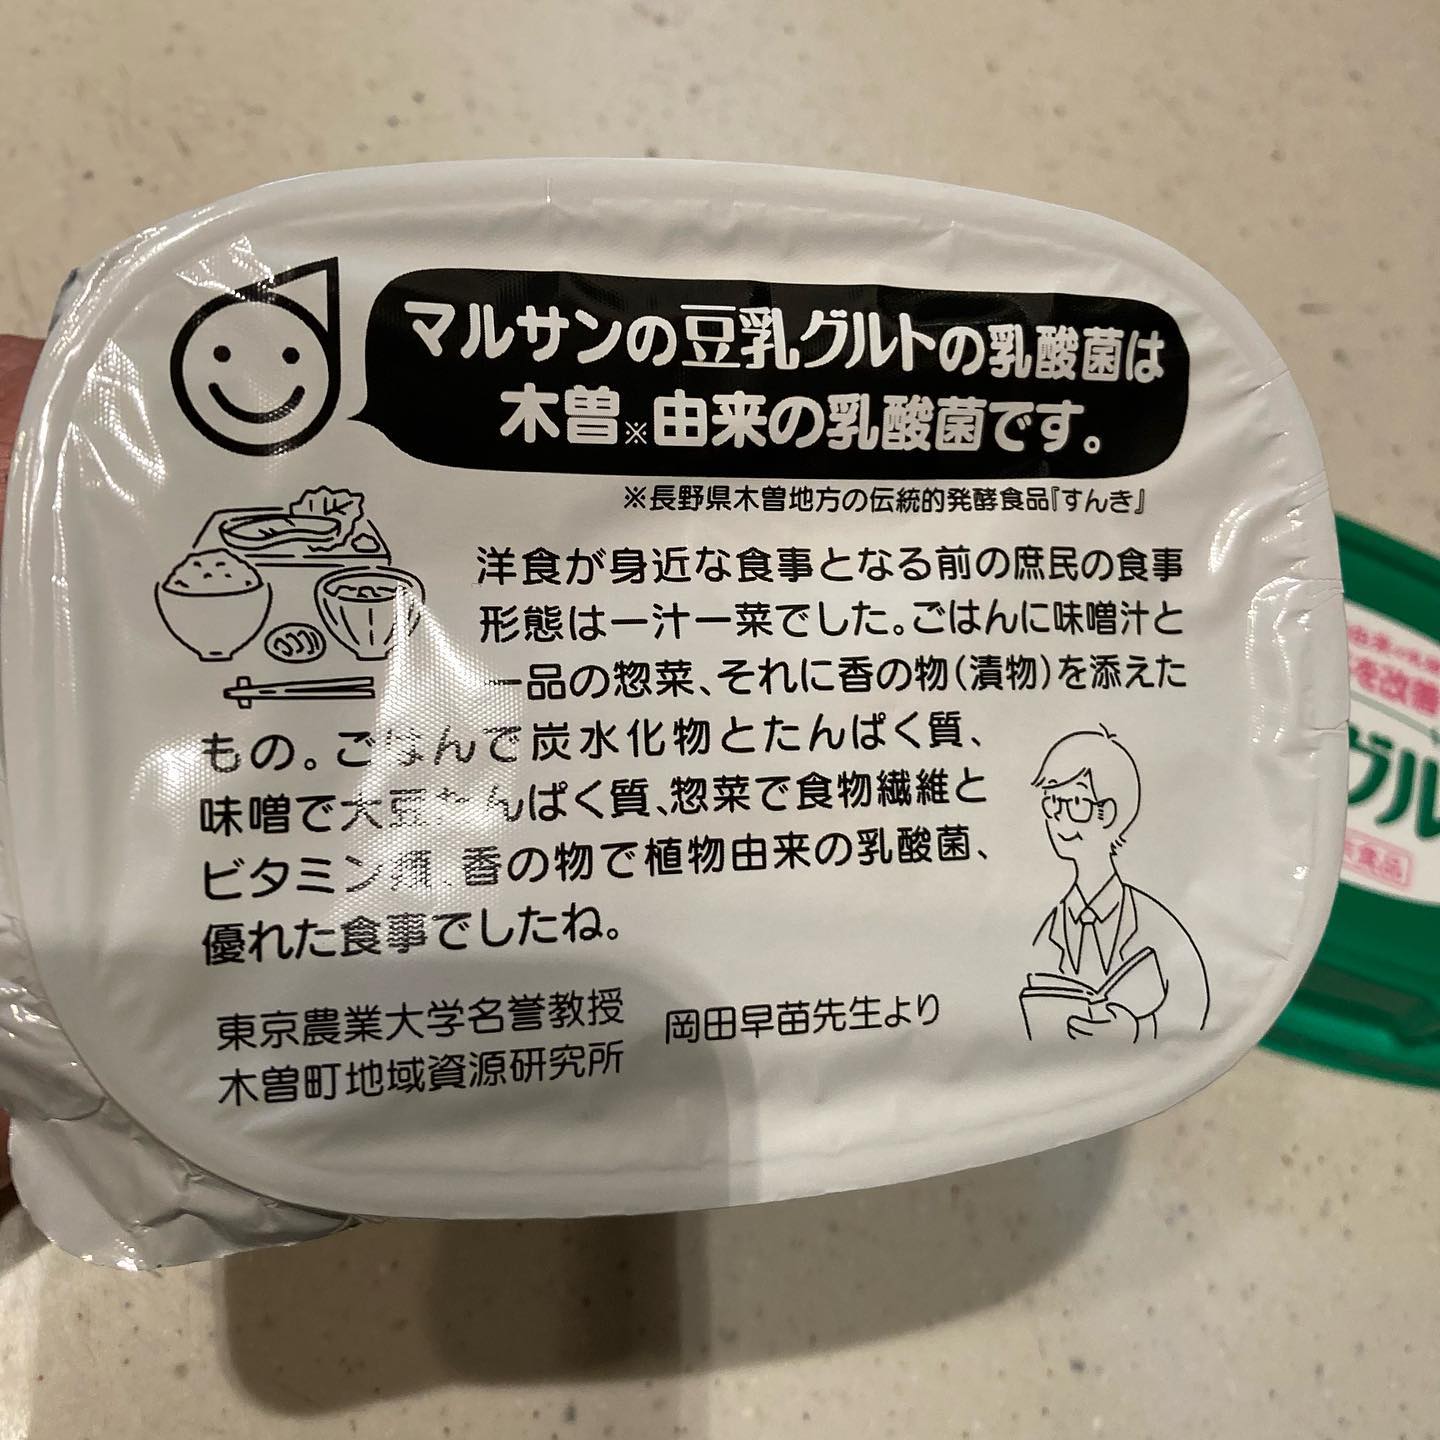 マルサンの豆乳グルトの乳酸菌は
木曽※由来の乳酸菌です。
※長野県木曽地方の伝統的発酵食品『すんき』
洋食が身近な食事となる前の庶民の食事
形態は一汁一菜でした。ごはんに味噌汁と
一品の惣菜、それに香の物(漬物)を添えた
もの。ごはんで炭水化物とたんぱく質、
味噌で大豆たんぱく質、惣菜で食物繊維と
ビタミン類、香の物で植物由来の乳酸菌、
優れた食事でしたね。
東京農業大学名誉教授
木曽町地域資源研究所
岡田早苗先生より
を改善
グル
食品